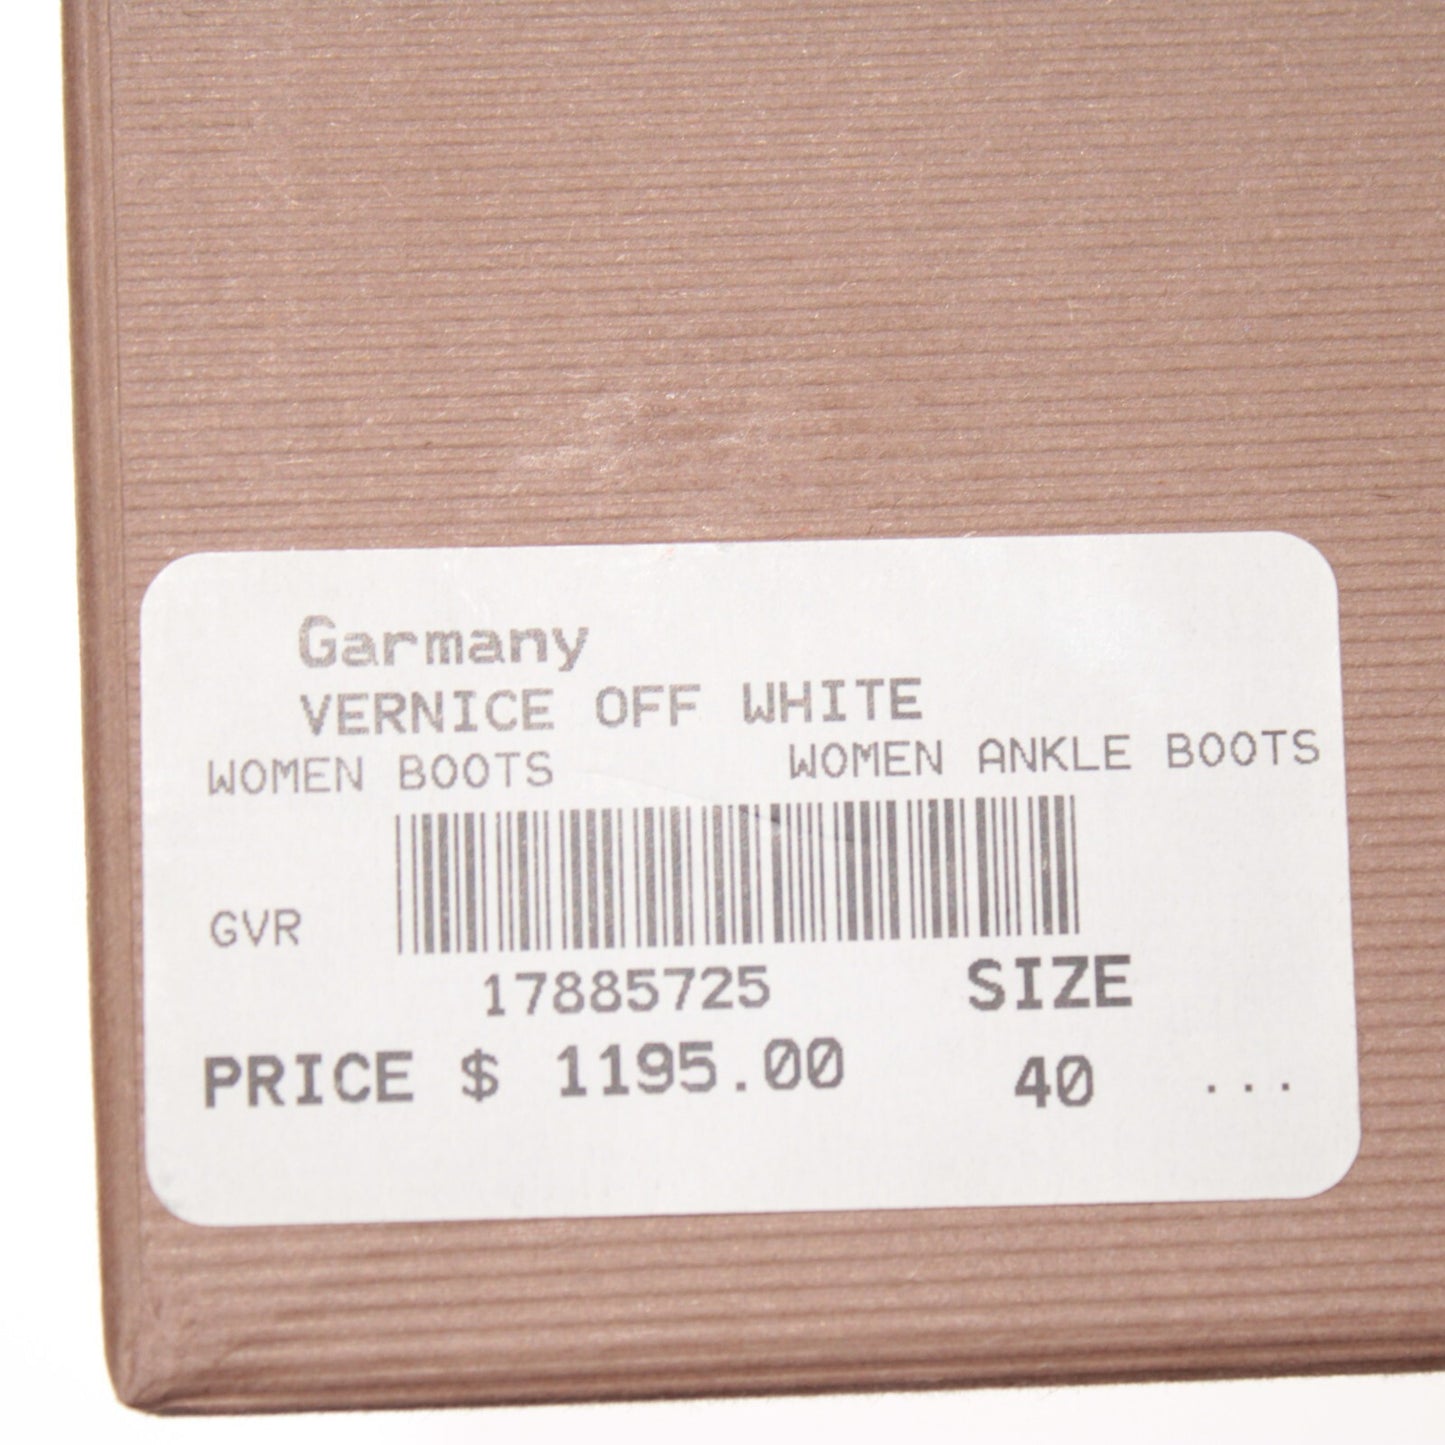 Garmany
VERNICE OFF WHITE
WOMEN BOOTS WOMEN ANKLE BOOTS
GVR
17885725 SIZE
PRICE $ 1195.00 40 ...